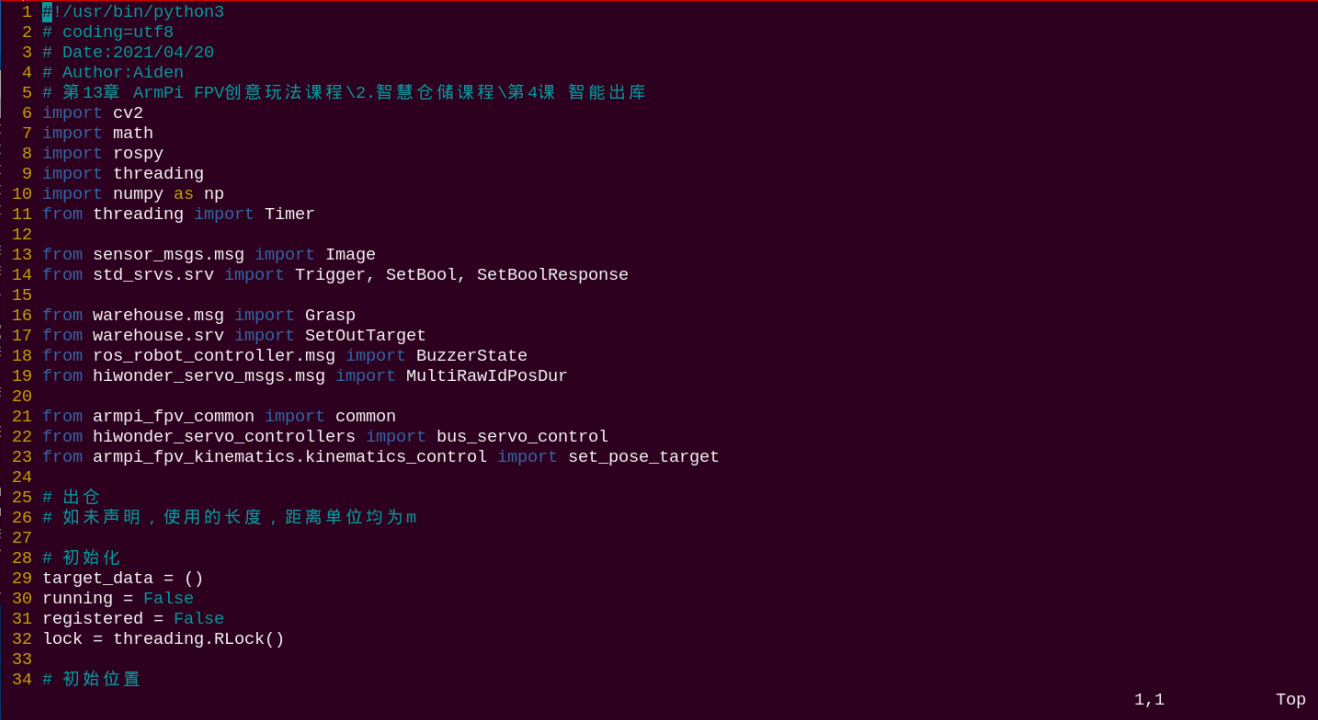 1 #!/usr/bin/python3
2 # coding=utf8
3 # Date:2021/04/20
4 # Author:Aiden
5 # 第13章 ArmPi FPV创意玩法课程\2.智慧仓储课程\第4课 智能出库
6 import cv2
7 import math
8 import rospy
9 import threading
10 import numpy as np
11 from threading import Timer
12
13 from sensor_msgs.msg import Image
14 from std_srvs.srv import Trigger, SetBool, SetBoolResponse
15
16 from warehouse.msg import Grasp
17 from warehouse.srv import SetOutTarget
18 from ros_robot_controller.msg import BuzzerState
19 from hiwonder_servo_msgs.msg import MultiRawIdPosDur
20
21 from armpi_fpv_common import common
22 from hiwonder_servo_controllers import bus_servo_control
23 from armpi_fpv_kinematics.kinematics_control import set_pose_target
24
25 # 出仓
26 # 如未声明，使用的长度，距离单位均为m
27
28 # 初始化
29 target_data = ()
30 running = False
31 registered = False
32 lock = threading.RLock()
33
34 # 初始位置
1,1 Top